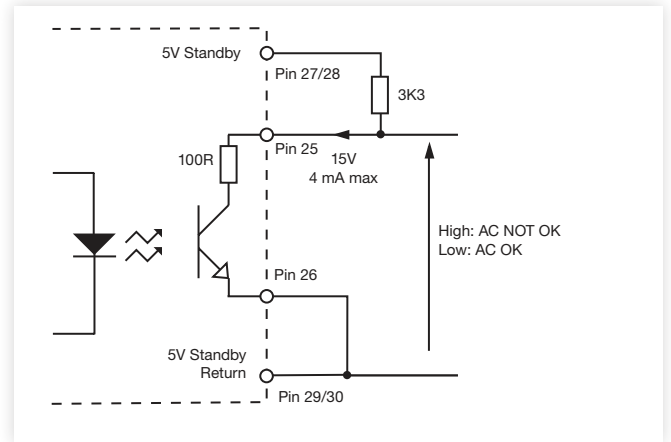 5V Standby
Pin 27/28
3K3
100R
Pin 25
15V
4 mA max
High: AC NOT OK
Low: AC OK
Pin 26
5V Standby
Return
Pin 29/30